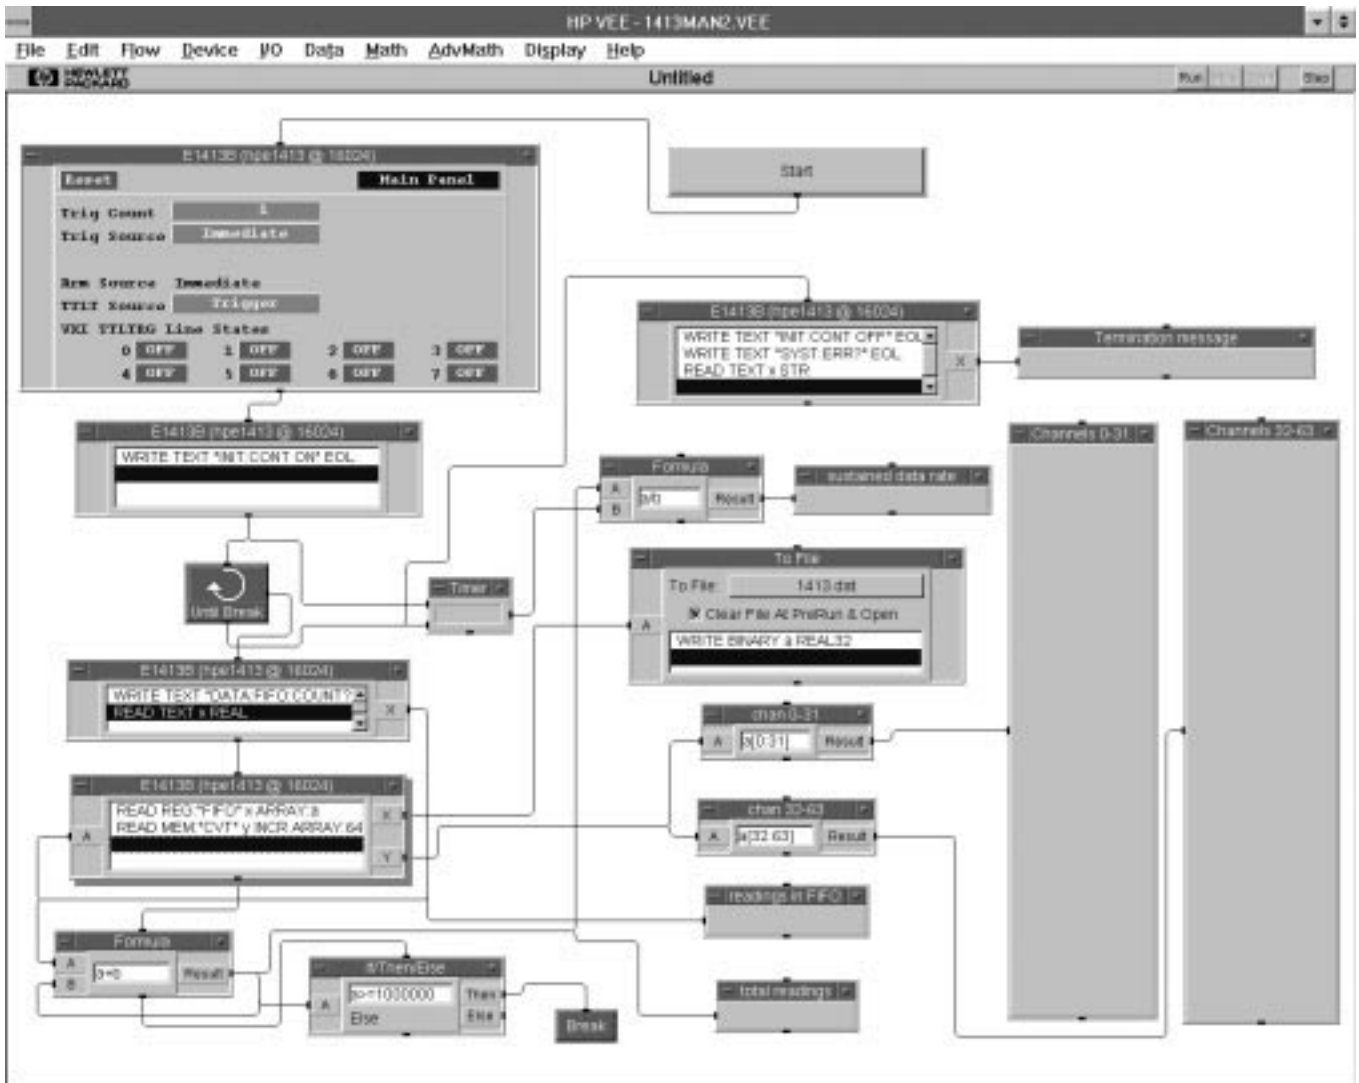 HP VEE - 1413MAN2.VEE
File Edit Flow Device I/O Data Math AdvMath Display Help
HEWLETT
PACKARD
Untitled
Run
Step
E1413B (hpe1413 @ 16024)
Reset Main Panel
Trig Count 1
Trig Source Immediate
Arm Source Immediate
TTLT Source Trigger
VXI TTLTRG Line States
0 OFF 1 OFF 2 OFF 3 OFF
4 OFF 5 OFF 6 OFF 7 OFF
Start
E1413B (hpe1413 @ 16024)
WRITE TEXT "INIT:CONT OFF" EOL
WRITE TEXT "SYST:ERR?" EOL
READ TEXT x STR
X
Termination message
E1413B (hpe1413 @ 16024)
WRITE TEXT "INIT:CONT ON" EOL
Formula
A
B
a/b
Result
sustained data rate
Channels 0-31
Channels 32-63
Until Break
Timer
To File
To File: 1413.dat
Clear File At PreRun & Open
A
WRITE BINARY a REAL32
E1413B (hpe1413 @ 16024)
WRITE TEXT "DATA:FIFO:COUNT?
READ TEXT x REAL
X
chan 0-31
A a[0:31] Result
E1413B (hpe1413 @ 16024)
READ REG:"FIFO" x ARRAY:a
READ MEM:"CVT" y INCR ARRAY:64
A
X
Y
chan 32-63
A a[32:63] Result
readings in FIFO
Formula
A
B
a+b
Result
If/Then/Else
A
a>=1000000
Then
Else
Else
Break
total readings